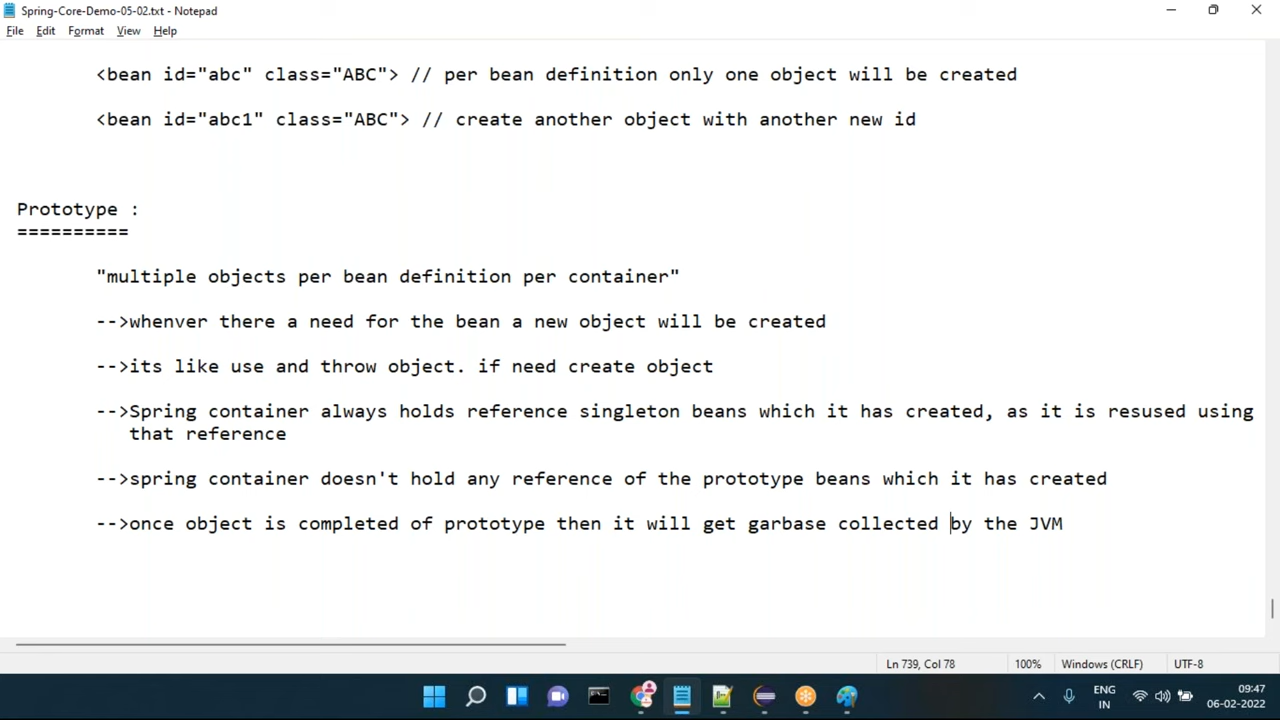 Spring-Core-Demo-05-02.txt - Notepad
File Edit Format View Help
<bean id="abc" class="ABC"> // per bean definition only one object will be created
<bean id="abc1" class="ABC"> // create another object with another new id
Prototype :
==========
"multiple objects per bean definition per container"
-->whenver there a need for the bean a new object will be created
-->its like use and throw object. if need create object
-->Spring container always holds reference singleton beans which it has created, as it is resused using
that reference
-->spring container doesn't hold any reference of the prototype beans which it has created
-->once object is completed of prototype then it will get garbase collected by the JVM
Ln 739, Col 78 100% Windows (CRLF) UTF-8
ENG
IN
09:47
06-02-2022